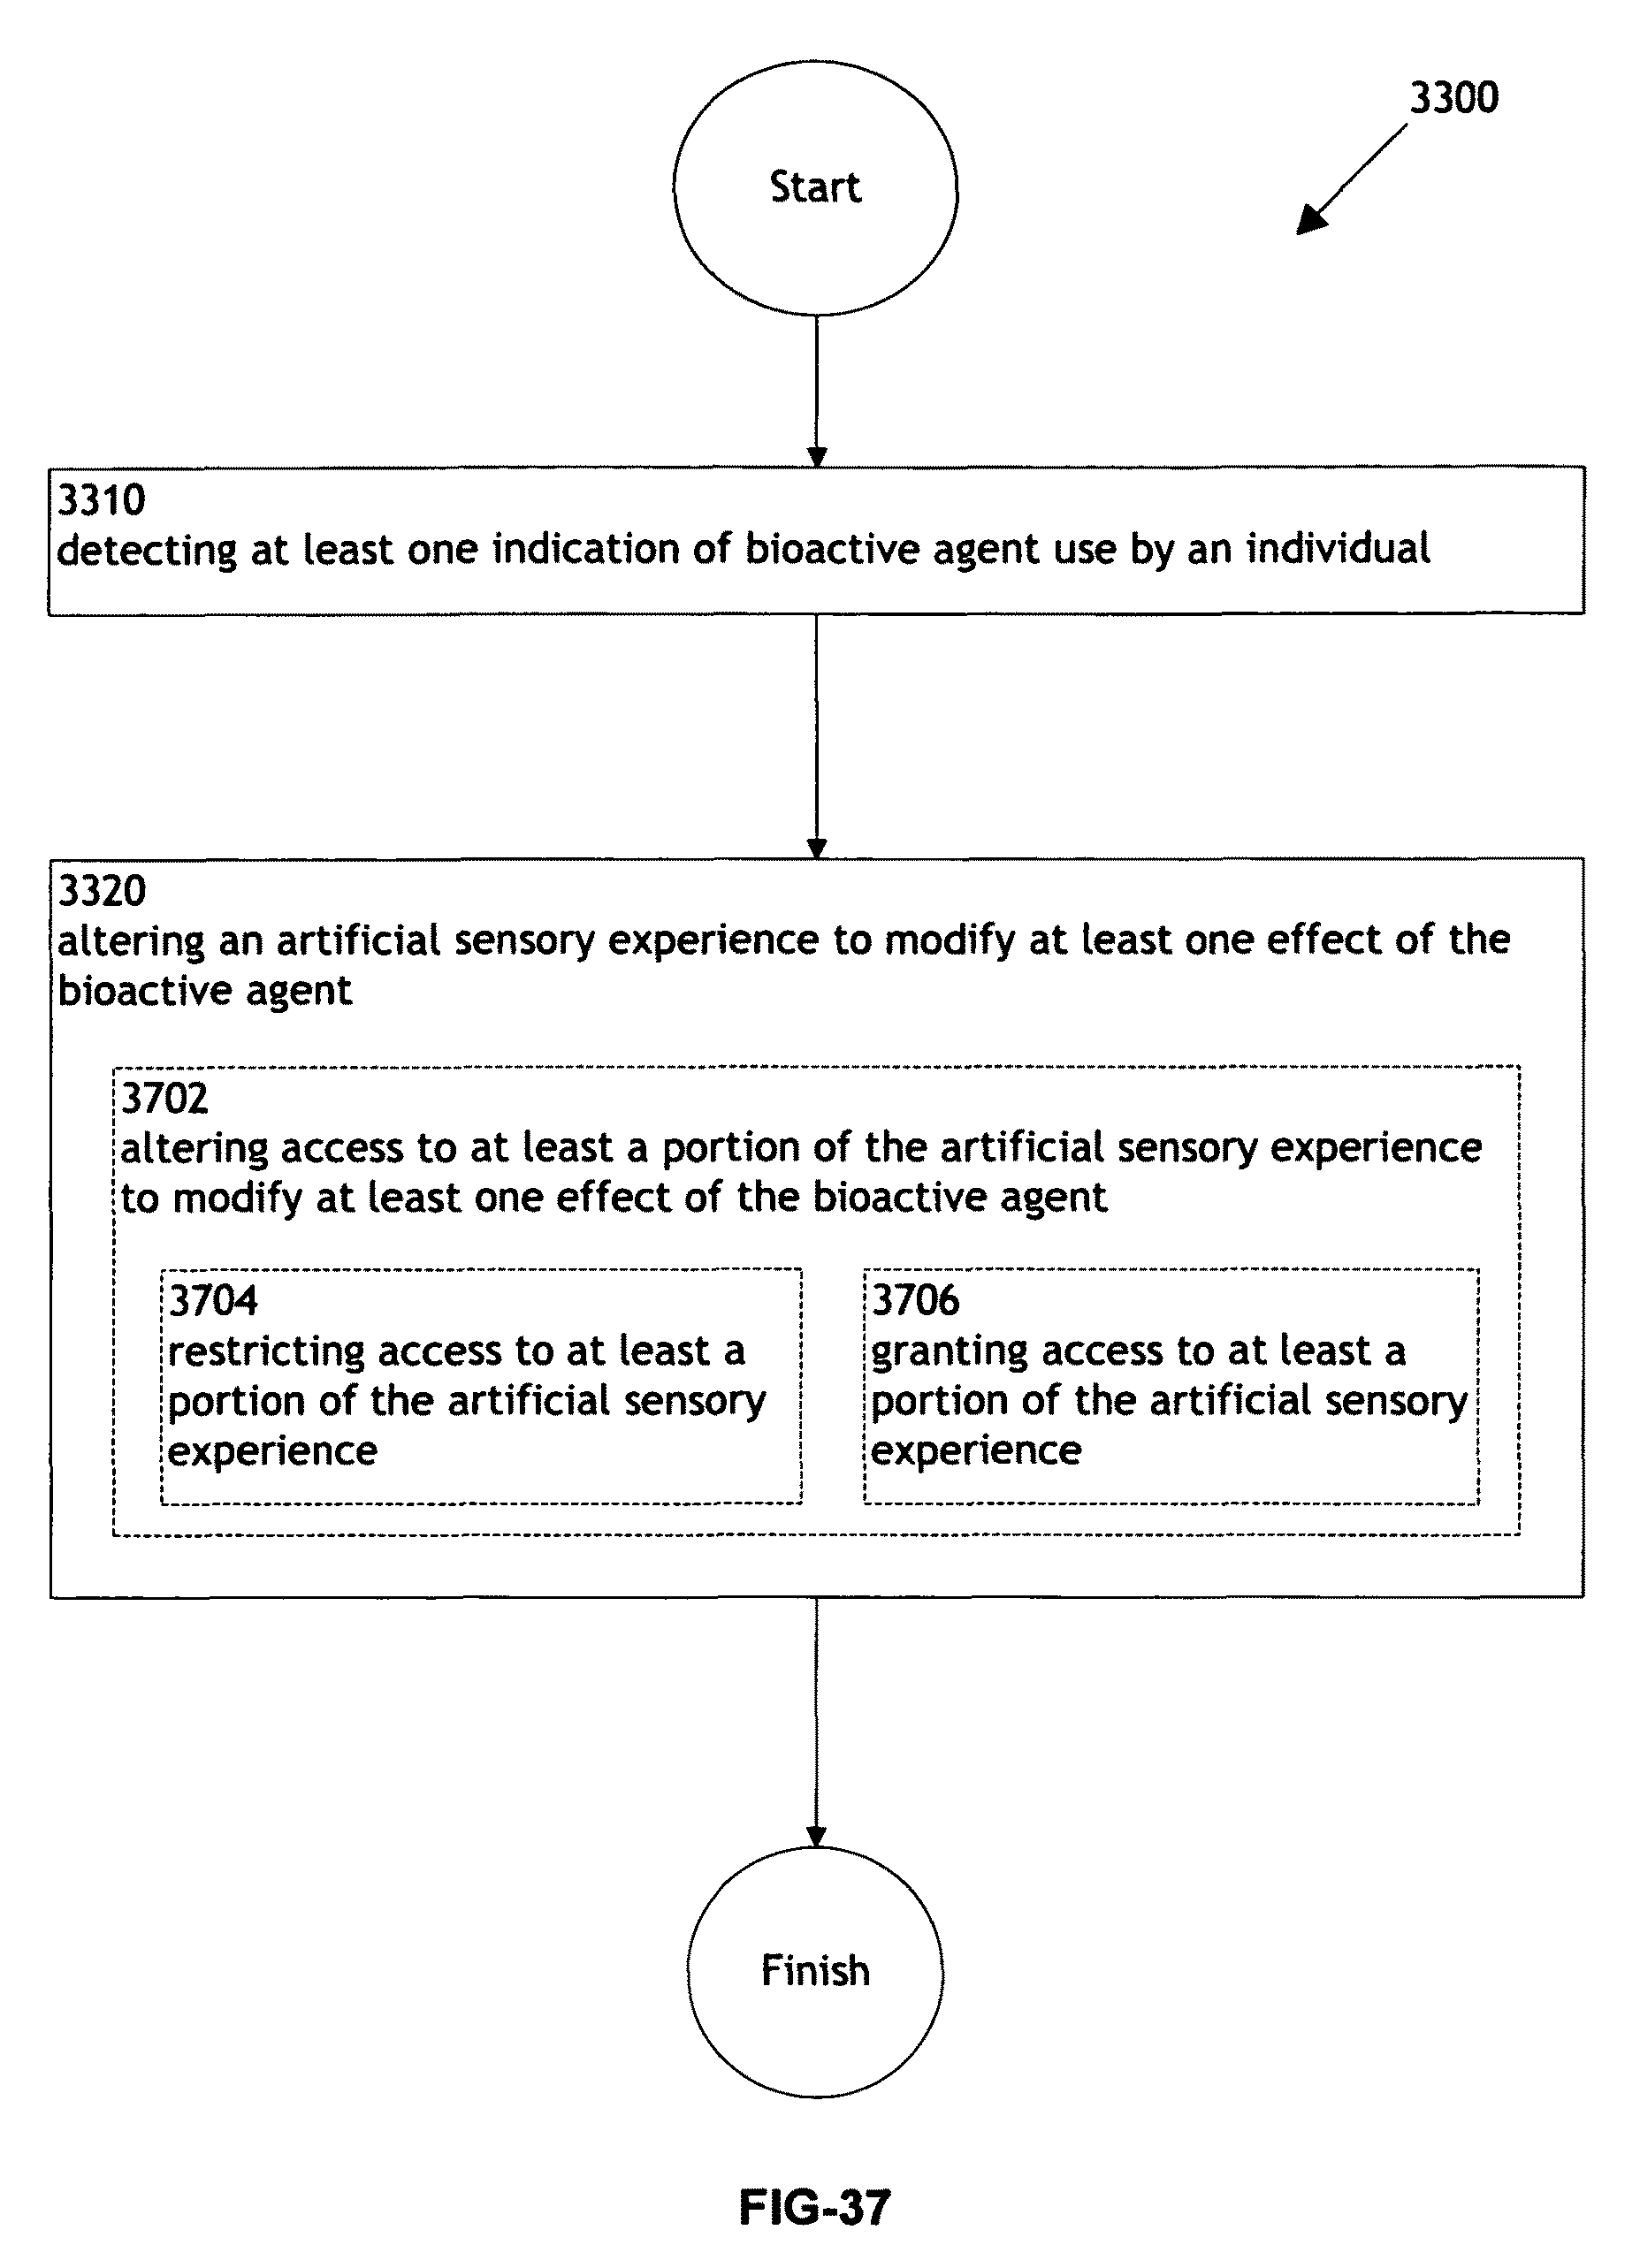 3300
Start
3310
detecting at least one indication of bioactive agent use by an individual
3320
altering an artificial sensory experience to modify at least one effect of the
bioactive agent
3702
altering access to at least a portion of the artificial sensory experience
to modify at least one effect of the bioactive agent
3704
restricting access to at least a
portion of the artificial sensory
experience
3706
granting access to at least a
portion of the artificial sensory
experience
Finish
FIG-37